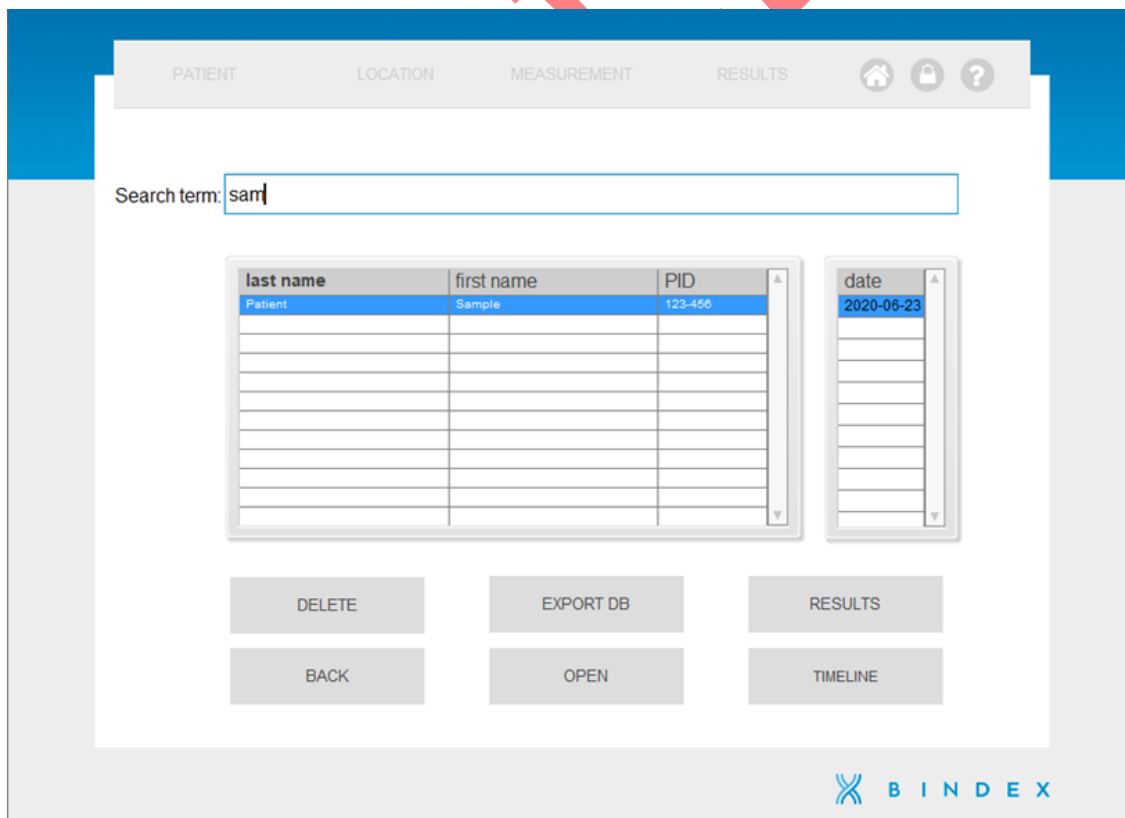 PATIENT LOCATION MEASUREMENT RESULTS ?
Search term: sam
last name first name PID date
Patient Sample 123-456 2020-06-23
DELETE EXPORT DB RESULTS
BACK OPEN TIMELINE
BINDEX